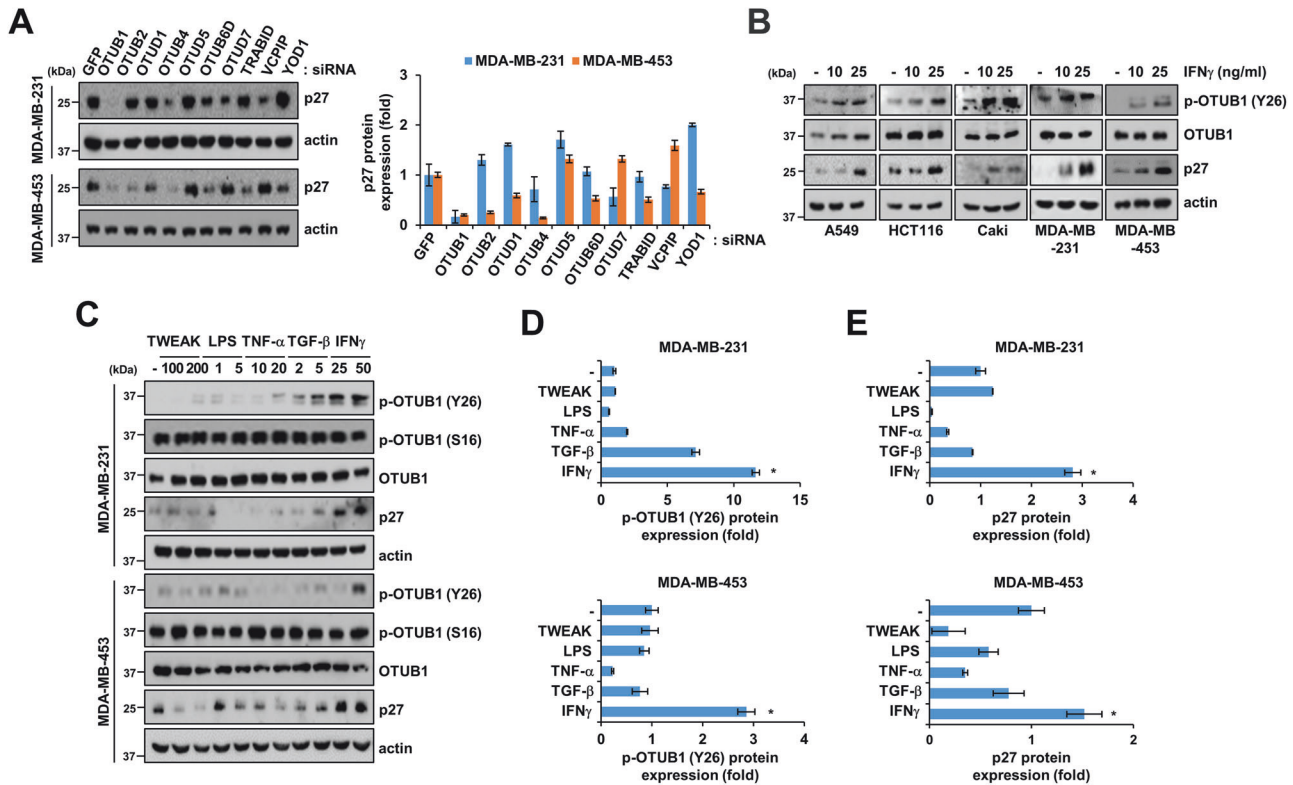 A
GFP
OTUB1
OTUB2
OTUD1
OTUB4
OTUD5
OTUB6D
OTUD7
TRABID
VCPIP
YOD1
: siRNA
(kDa)
MDA-MB-231
25
p27
37
actin
MDA-MB-453
25
p27
37
actin
MDA-MB-231 MDA-MB-453
p27 protein
expression (fold)
3
2
1
0
GFP
OTUB1
OTUB2
OTUD1
OTUB4
OTUD5
OTUB6D
OTUD7
TRABID
VCPIP
YOD1
: siRNA
B
(kDa) - 10 25 - 10 25 - 10 25 - 10 25 - 10 25 IFNγ (ng/ml)
37 p-OTUB1 (Y26)
37 OTUB1
25 p27
37 actin
A549 HCT116 Caki MDA-MB
-231 MDA-MB
-453
C
TWEAK LPS TNF-α TGF-β IFNγ
(kDa) - 100 200 1 5 10 20 2 5 25 50
MDA-MB-231
37 p-OTUB1 (Y26)
37 p-OTUB1 (S16)
37 OTUB1
25 p27
37 actin
MDA-MB-453
37 p-OTUB1 (Y26)
37 p-OTUB1 (S16)
37 OTUB1
25 p27
37 actin
D
MDA-MB-231
-
TWEAK
LPS
TNF-α
TGF-β
IFNγ *
0 5 10 15
p-OTUB1 (Y26) protein
expression (fold)
MDA-MB-453
-
TWEAK
LPS
TNF-α
TGF-β
IFNγ *
0 1 2 3 4
p-OTUB1 (Y26) protein
expression (fold)
E
MDA-MB-231
-
TWEAK
LPS
TNF-α
TGF-β
IFNγ *
0 1 2 3 4
p27 protein
expression (fold)
MDA-MB-453
-
TWEAK
LPS
TNF-α
TGF-β
IFNγ *
0 1 2
p27 protein
expression (fold)